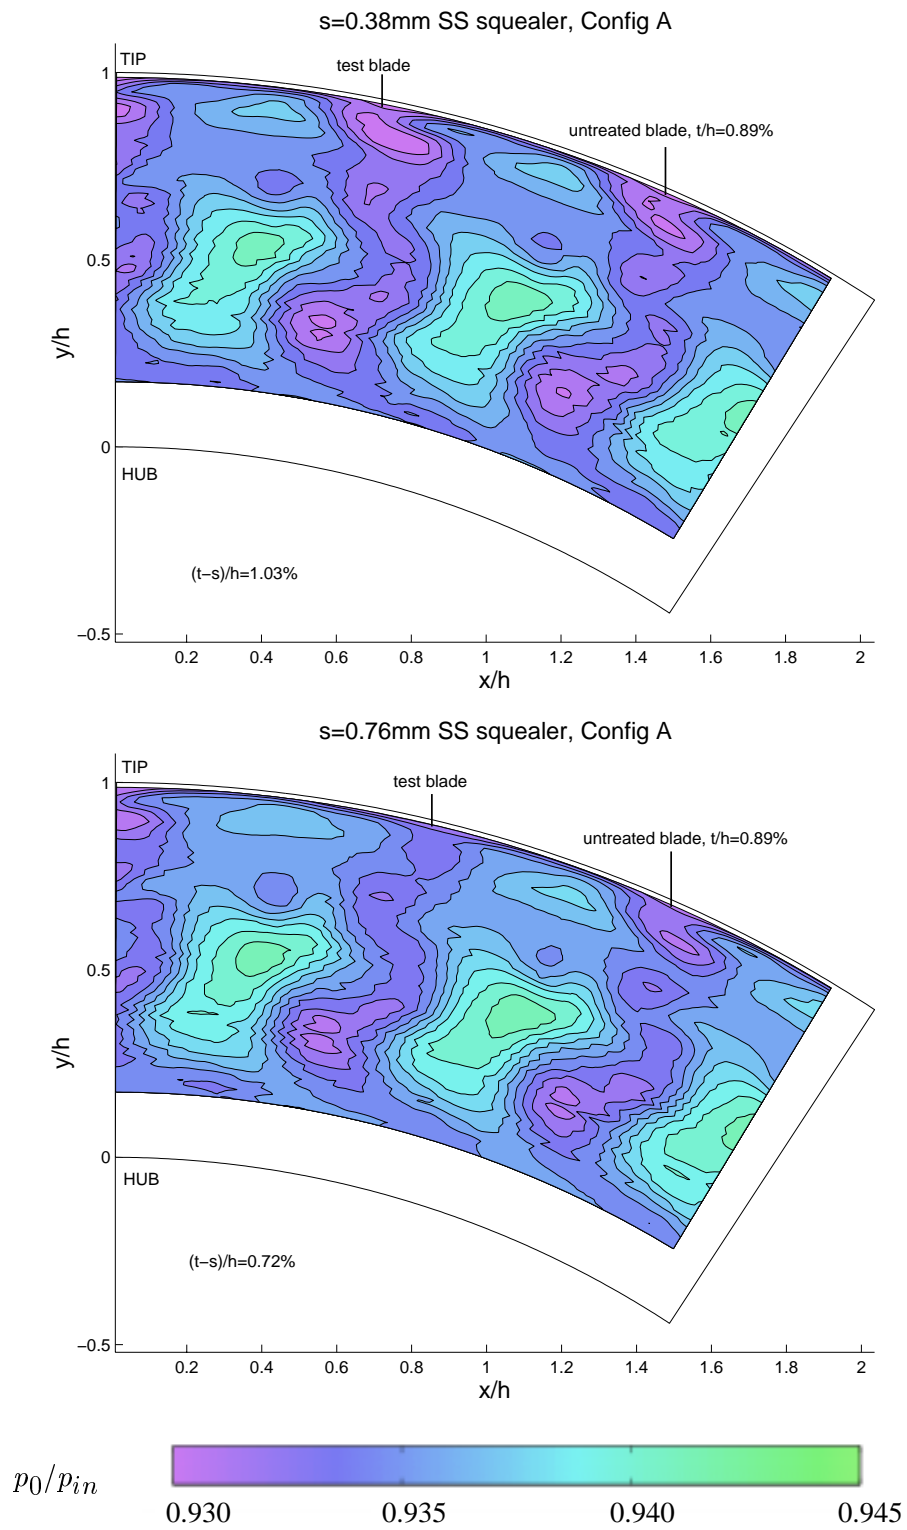 s=0.38mm SS squealer, Config A
TIP
test blade
untreated blade, t/h=0.89%
1
0.5
y/h
0
HUB
(t−s)/h=1.03%
−0.5
0.2 0.4 0.6 0.8 1 1.2 1.4 1.6 1.8 2
x/h
s=0.76mm SS squealer, Config A
TIP
test blade
untreated blade, t/h=0.89%
1
0.5
y/h
0
HUB
(t−s)/h=0.72%
−0.5
0.2 0.4 0.6 0.8 1 1.2 1.4 1.6 1.8 2
x/h
p0/pin
0.930 0.935 0.940 0.945